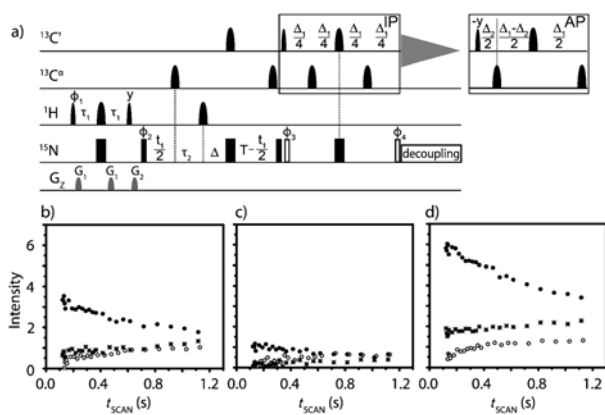 a)
13C' Δ1/4 Δ1/4 Δ1/4 Δ1/4 IP -y Δ2/2 Δ1-Δ2/2 Δ1/2 AP
13Cα
1H ϕ1 τ1 τ1 y
15N ϕ2 t1/2 τ2 Δ T-t1/2 ϕ3 ϕ4 decoupling
GZ G1 G1 G2
b) c) d)
Intensity
6
4
2
0
0.0 0.4 0.8 1.2 0.0 0.4 0.8 1.2 0.0 0.4 0.8 1.2
tSCAN (s) tSCAN (s) tSCAN (s)